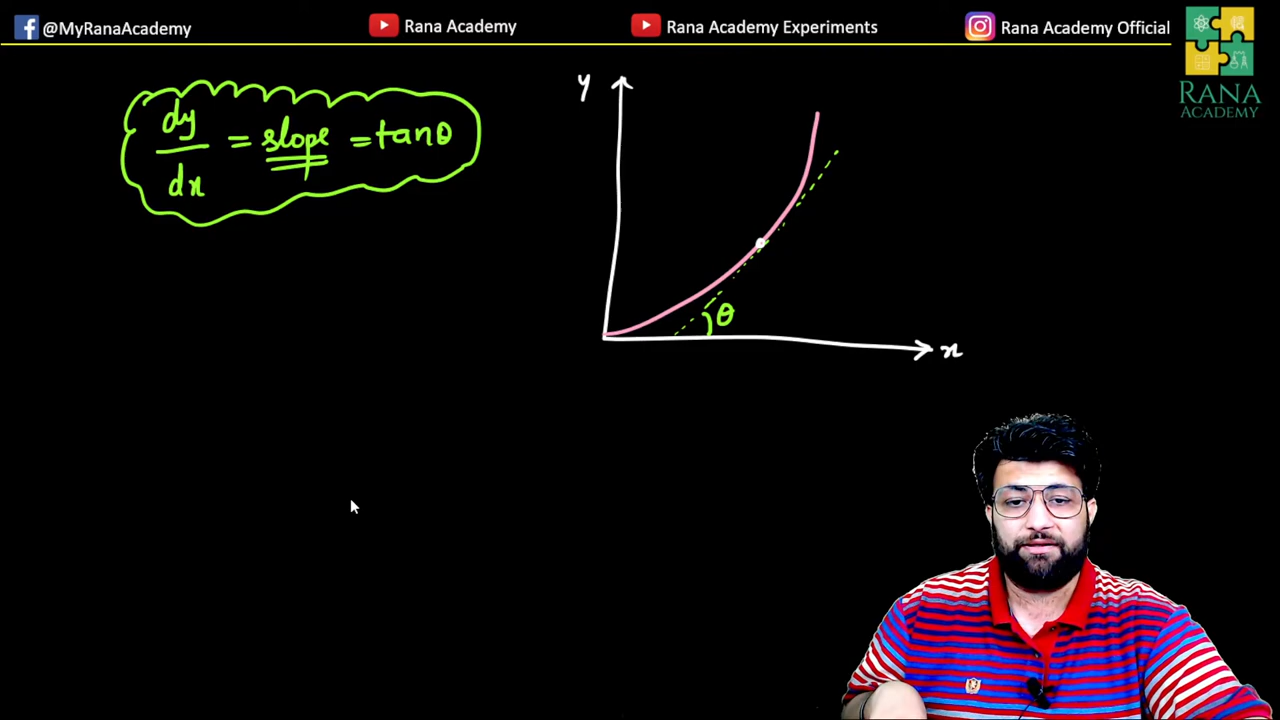 @MyRanaAcademy
Rana Academy
Rana Academy Experiments
Rana Academy Official
RANA
ACADEMY
dy/dx = slope = tanθ
y
θ
x